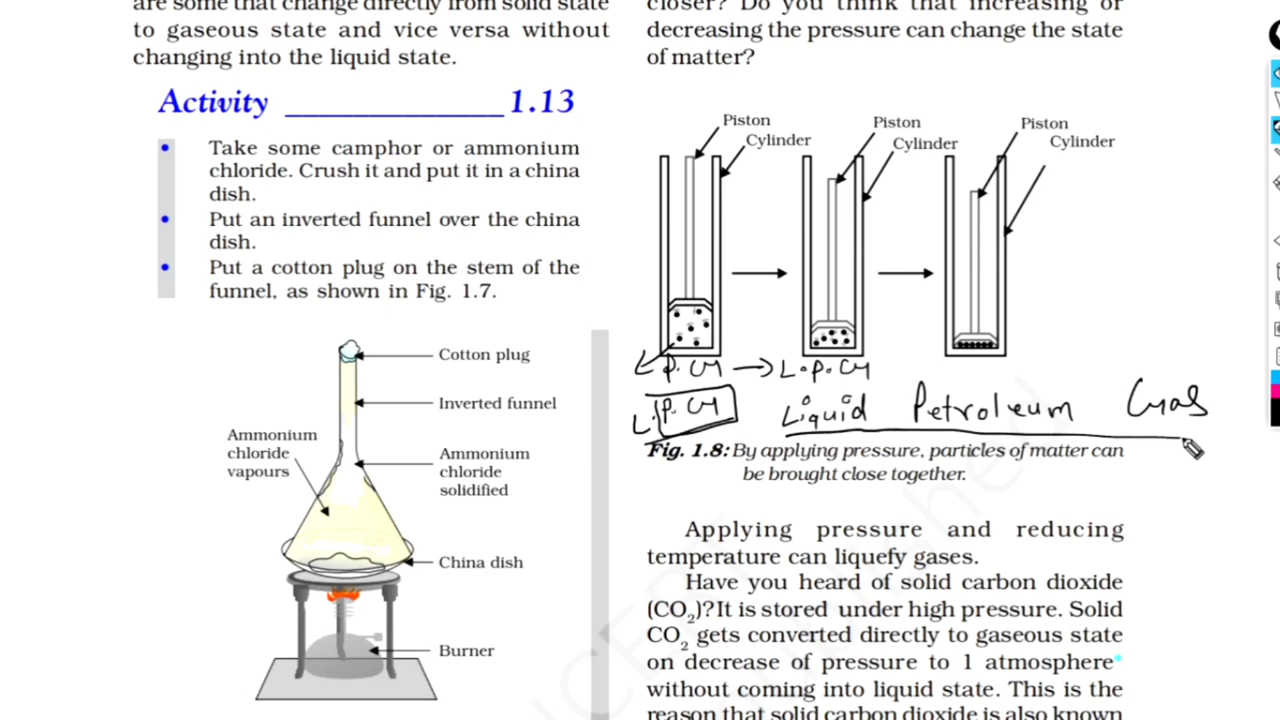 are some that change directly from solid state
to gaseous state and vice versa without
changing into the liquid state.
Activity ______________ 1.13
• Take some camphor or ammonium
chloride. Crush it and put it in a china
dish.
• Put an inverted funnel over the china
dish.
• Put a cotton plug on the stem of the
funnel, as shown in Fig. 1.7.
Cotton plug
Inverted funnel
Ammonium
chloride
vapours
Ammonium
chloride
solidified
China dish
Burner
closer? Do you think that increasing or
decreasing the pressure can change the state
of matter?
Piston
Cylinder
Piston
Cylinder
Piston
Cylinder
L.P.G → L.P.G
L.P.G Liquid Petroleum Gas
Fig. 1.8: By applying pressure, particles of matter can
be brought close together.
Applying pressure and reducing
temperature can liquefy gases.
Have you heard of solid carbon dioxide
(CO₂)? It is stored under high pressure. Solid
CO₂ gets converted directly to gaseous state
on decrease of pressure to 1 atmosphere*
without coming into liquid state. This is the
reason that solid carbon dioxide is also known